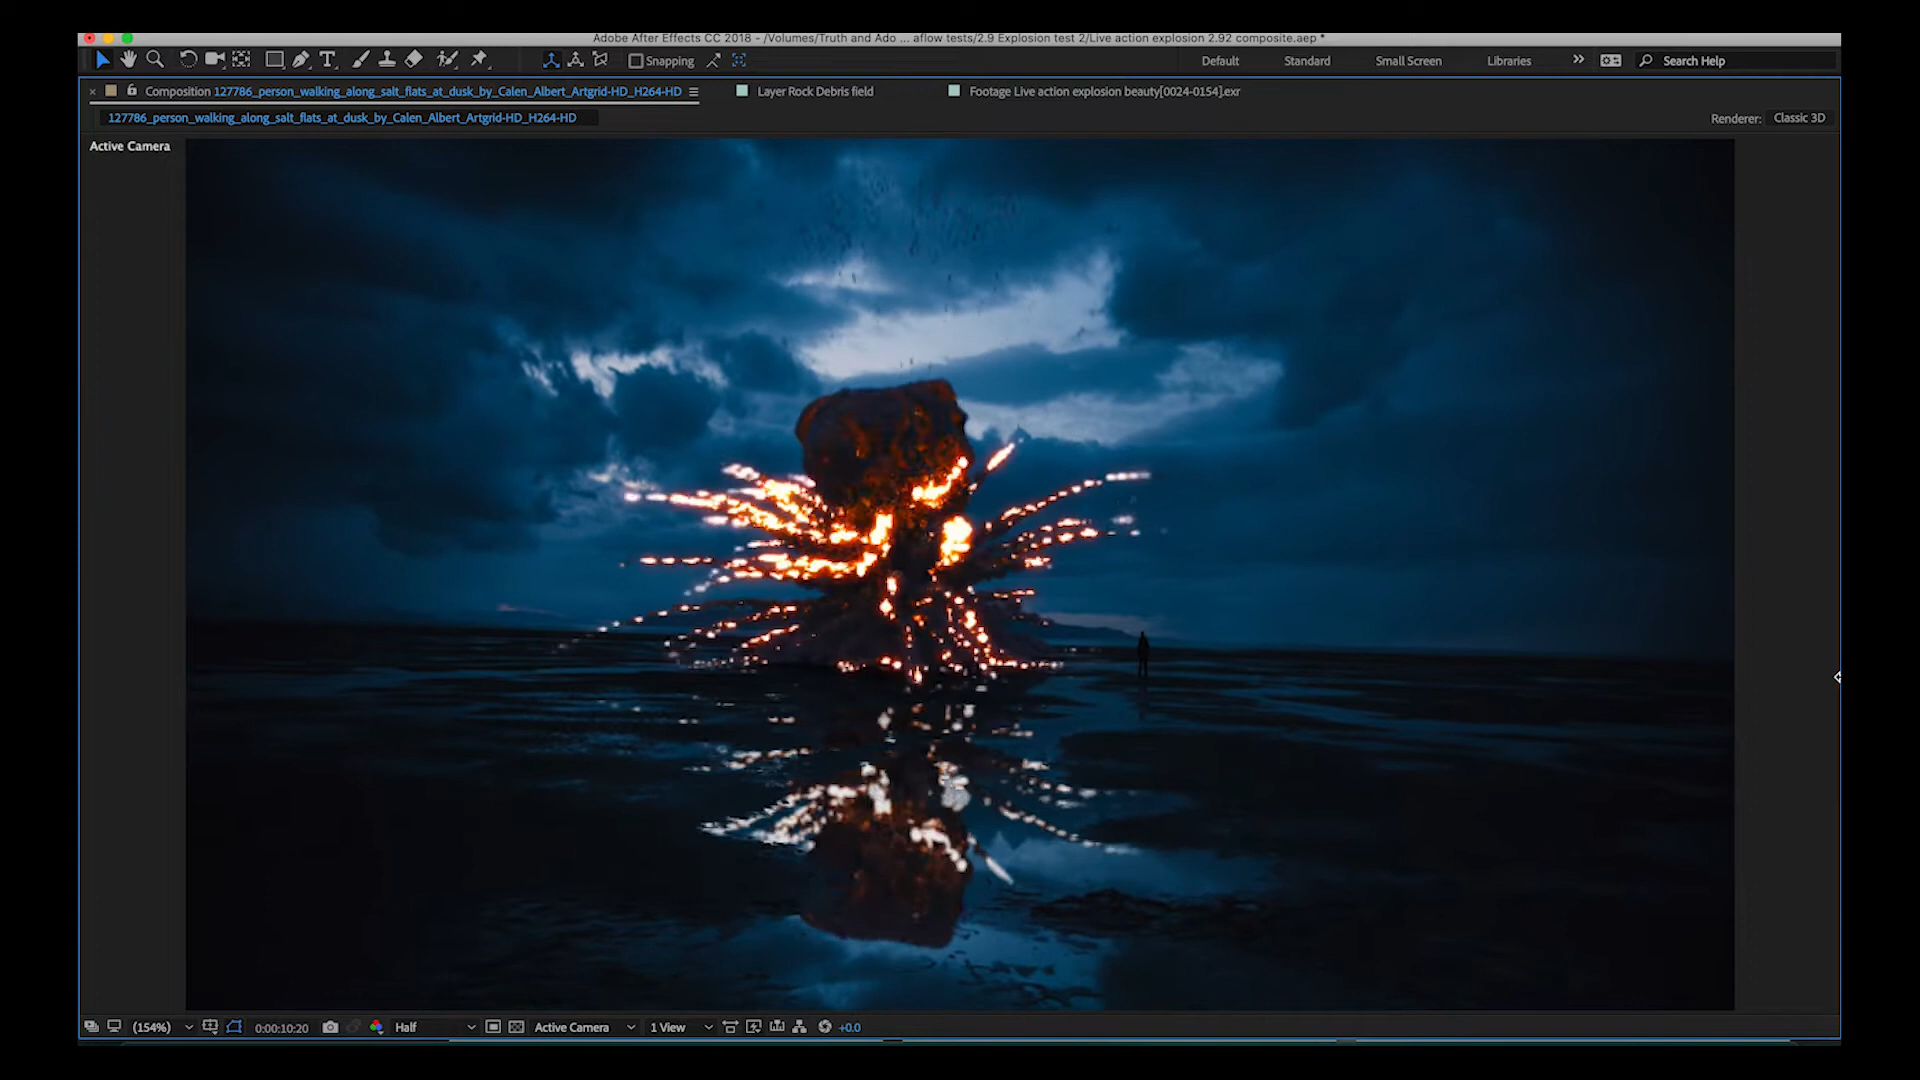 Adobe After Effects CC 2018 - /Volumes/Truth and Ado ... aflow tests/2.9 Explosion test 2/Live action explosion 2.92 composite.aep *
T Snapping Default Standard Small Screen Libraries Search Help
Composition 127786_person_walking_along_salt_flats_at_dusk_by_Calen_Albert_Artgrid-HD_H264-HD Layer Rock Debris field Footage Live action explosion beauty[0024-0154].exr
127786_person_walking_along_salt_flats_at_dusk_by_Calen_Albert_Artgrid-HD_H264-HD Renderer: Classic 3D
Active Camera
(154%) 0:00:10:20 Half Active Camera 1 View +0.0